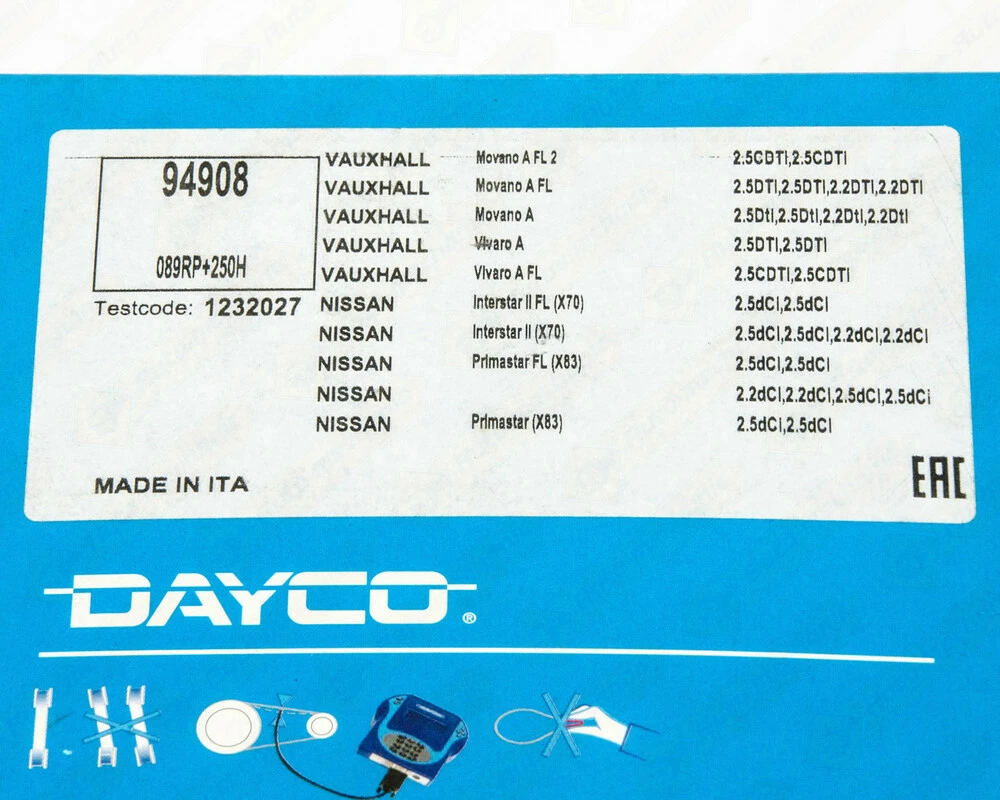 94908
089RP+250H
Testcode: 1232027
VAUXHALL Movano A FL 2 2.5CDTI,2.5CDTI
VAUXHALL Movano A FL 2.5DTI,2.5DTI,2.2DTI,2.2DTI
VAUXHALL Movano A 2.5DtI,2.5DtI,2.2DtI,2.2DtI
VAUXHALL Vivaro A 2.5DTI,2.5DTI
VAUXHALL Vivaro A FL 2.5CDTI,2.5CDTI
NISSAN Interstar II FL (X70) 2.5dCI,2.5dCI
NISSAN Interstar II (X70) 2.5dCI,2.5dCI,2.2dCI,2.2dCI
NISSAN Primastar FL (X83) 2.5dCI,2.5dCI
NISSAN 2.2dCI,2.2dCI,2.5dCI,2.5dCi
NISSAN Primastar (X83) 2.5dCI,2.5dCI
MADE IN ITA
EAC
DAYCO®